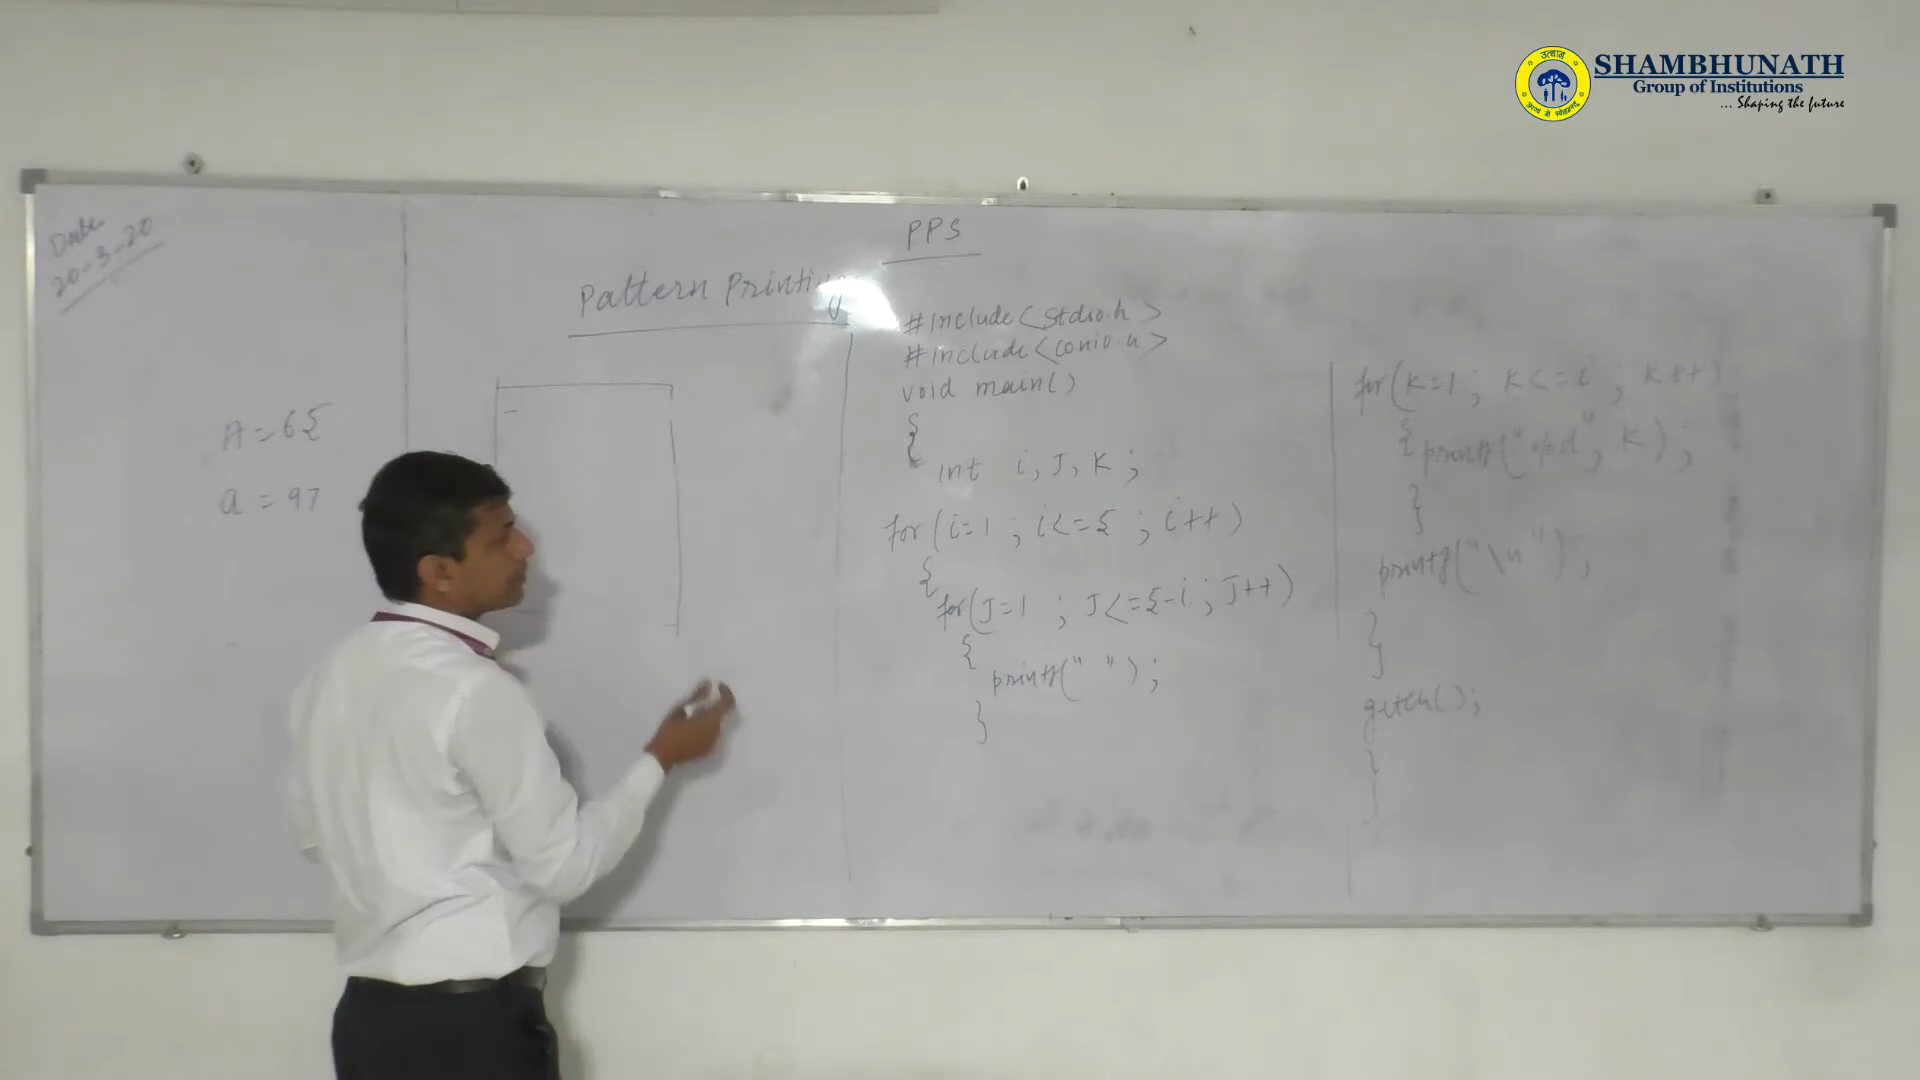 उत्थान
SHAMBHUNATH
Group of Institutions
... Shaping the future
Date
20-3-20
PPS
Pattern Printing
A = 65
a = 97
#include<stdio.h>
#include<conio.h>
void main()
{
int i, J, K ;
for(i=1 ; i<=5 ; i++)
{
for(J=1 ; J<=5-i ; J++)
{
printf(" ");
}
for(K=1 ; K<=i ; K++)
{ printf("%d", K) ;
}
printf("\n") ;
}
getch();
}